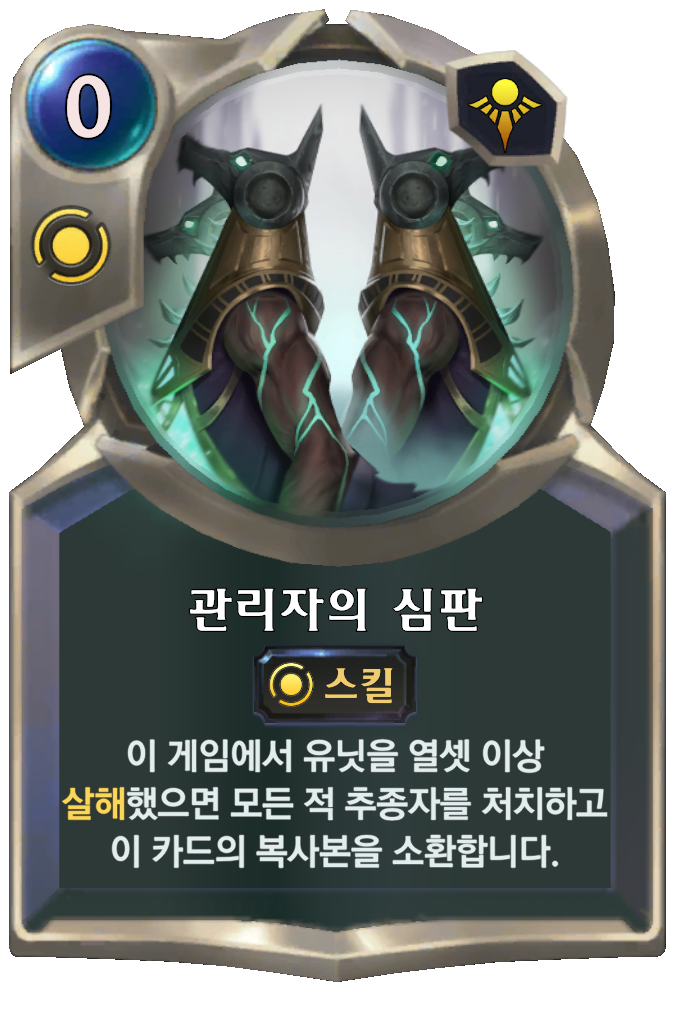 0
관리자의 심판
스킬
이 게임에서 유닛을 열셋 이상
살해했으면 모든 적 추종자를 처치하고
이 카드의 복사본을 소환합니다.